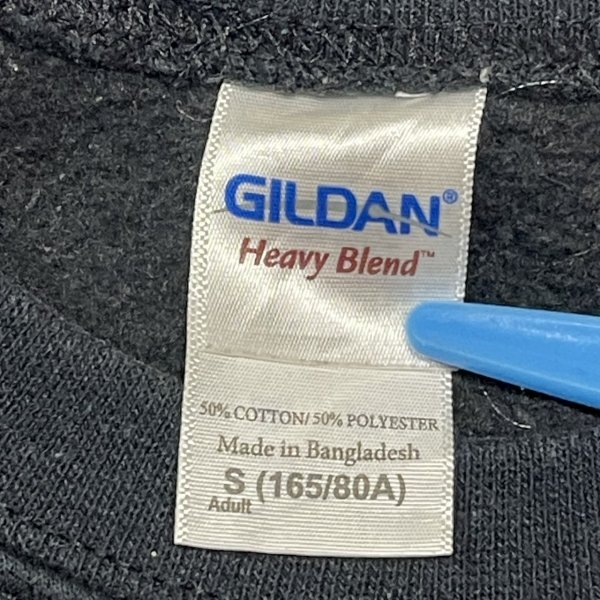 GILDAN®
Heavy Blend™
50% COTTON/50% POLYESTER
Made in Bangladesh
S (165/80A)
Adult